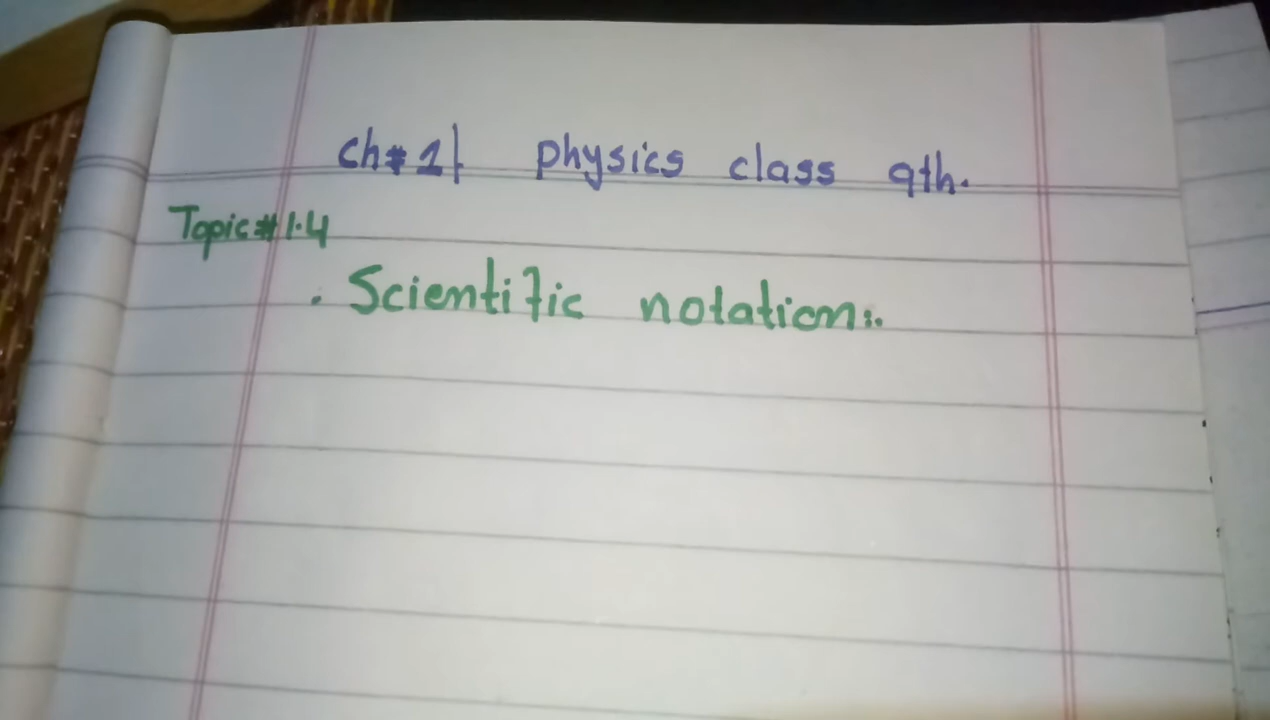 ch# 1| physics class 9th.
Topic#1.4
. Scientific notation:.